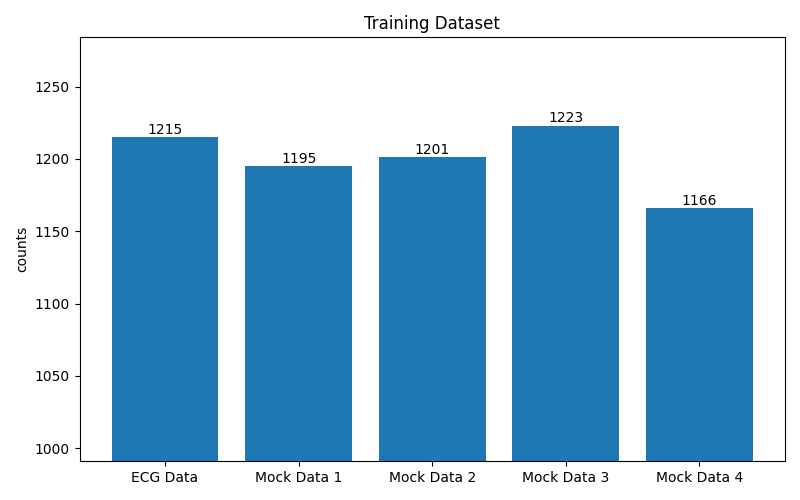 Training Dataset
counts
1250
1200
1150
1100
1050
1000
1215
1195
1201
1223
1166
ECG Data
Mock Data 1
Mock Data 2
Mock Data 3
Mock Data 4